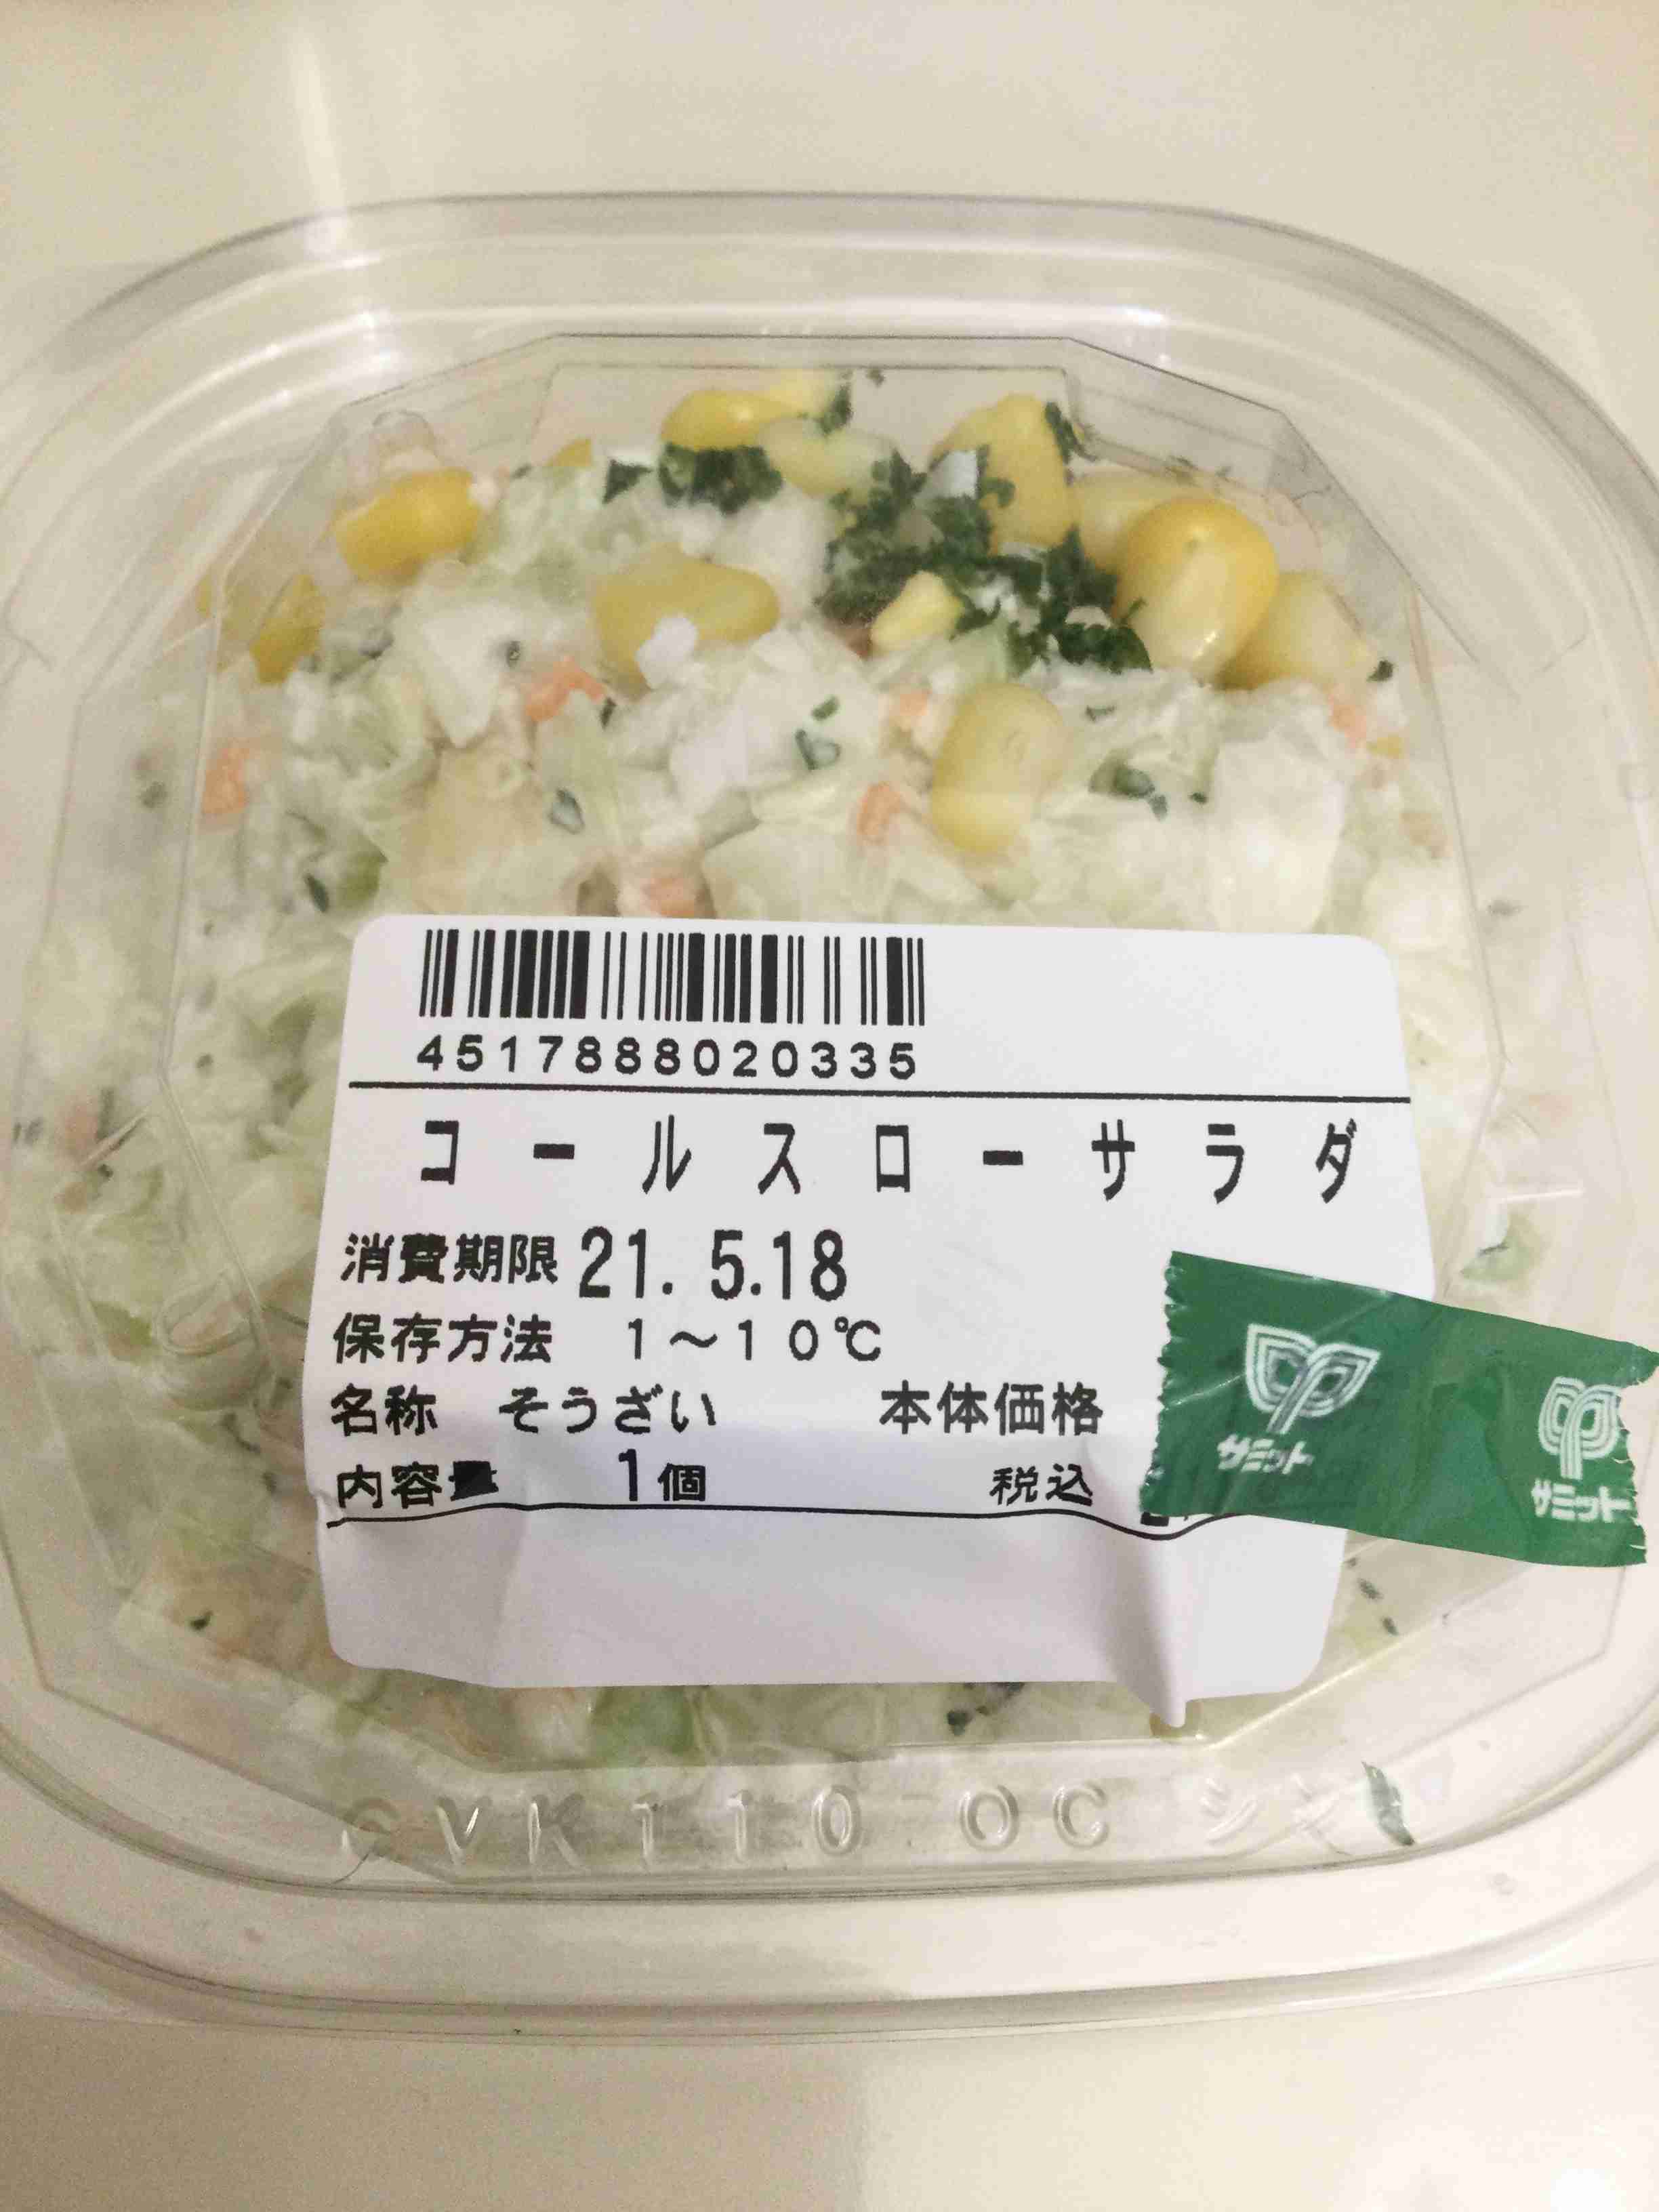 4517888020335
コールスローサラダ
消費期限 21. 5.18
保存方法 1～10℃
名称 そうざい 本体価格
内容量 1個 税込
サミット
サミット
CVK110 OC